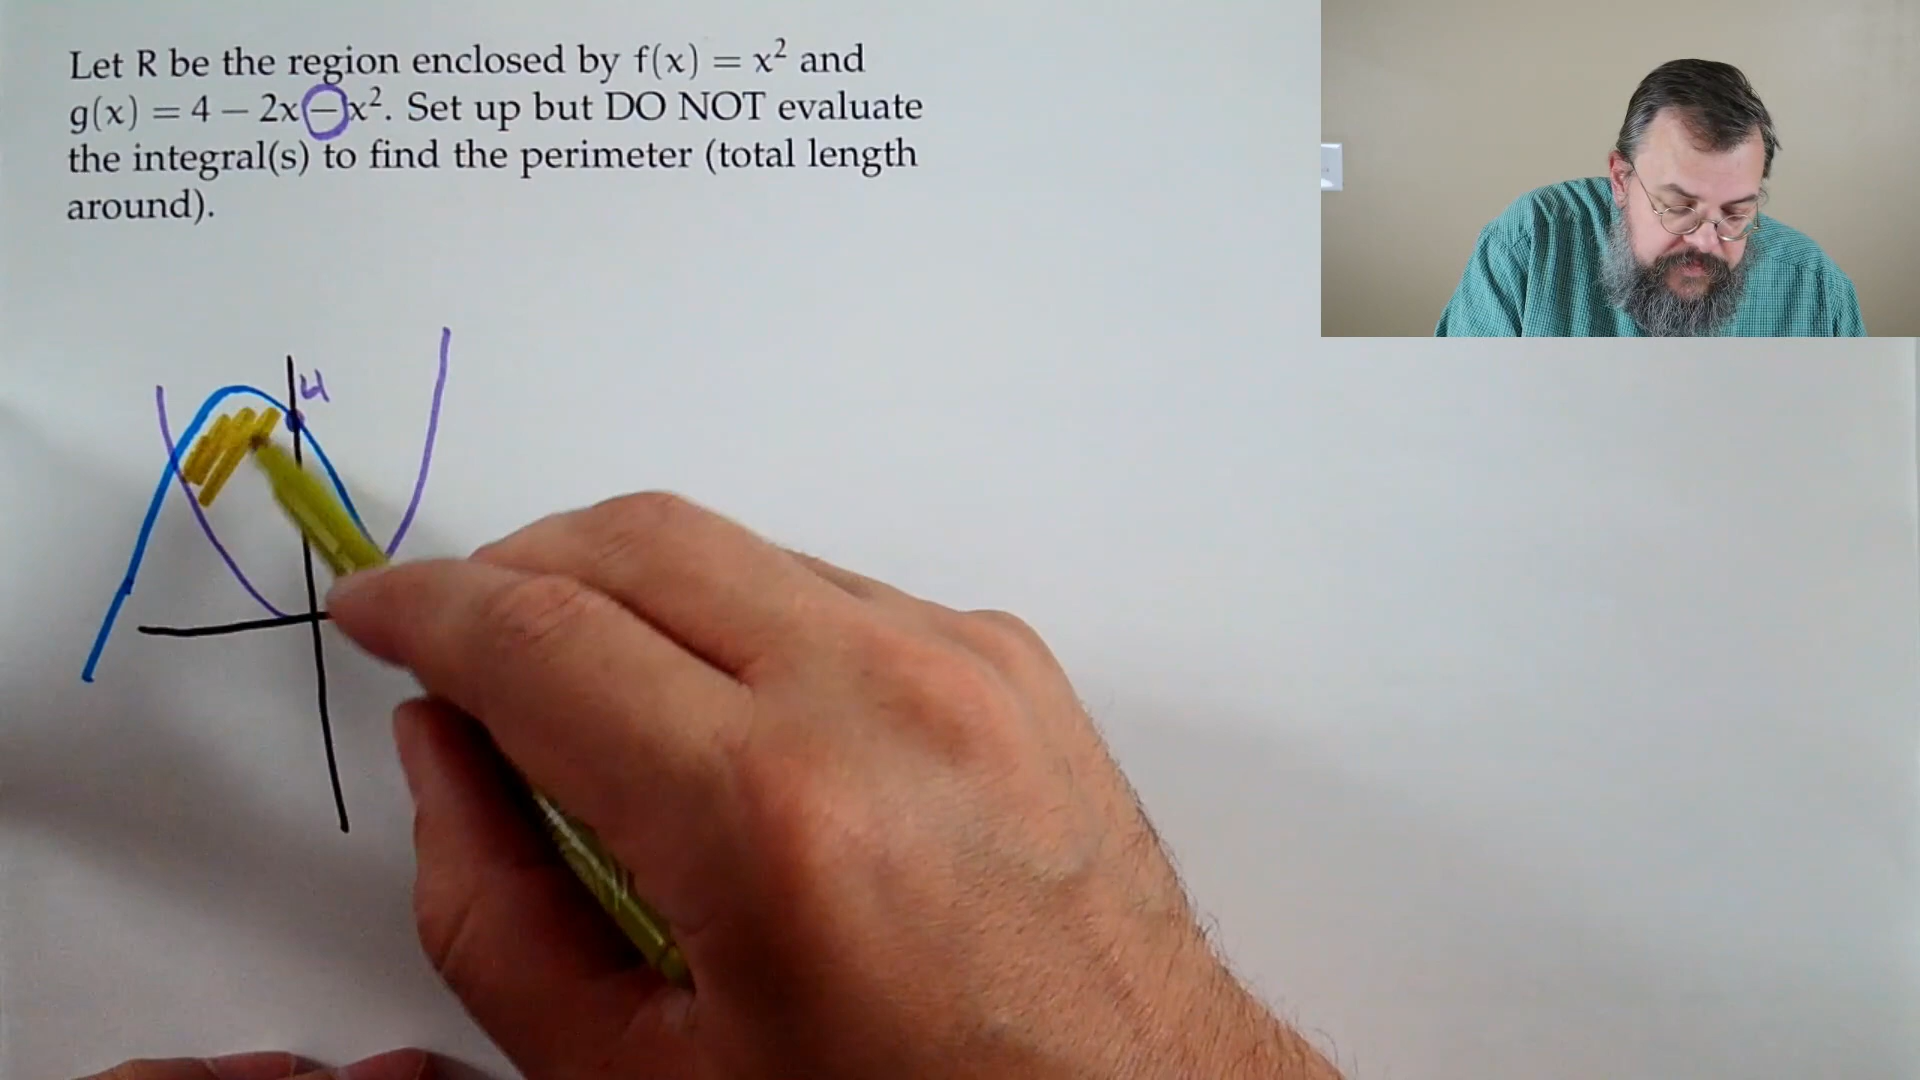 Let R be the region enclosed by f(x) = x² and
g(x) = 4 − 2x − x². Set up but DO NOT evaluate
the integral(s) to find the perimeter (total length
around).
4